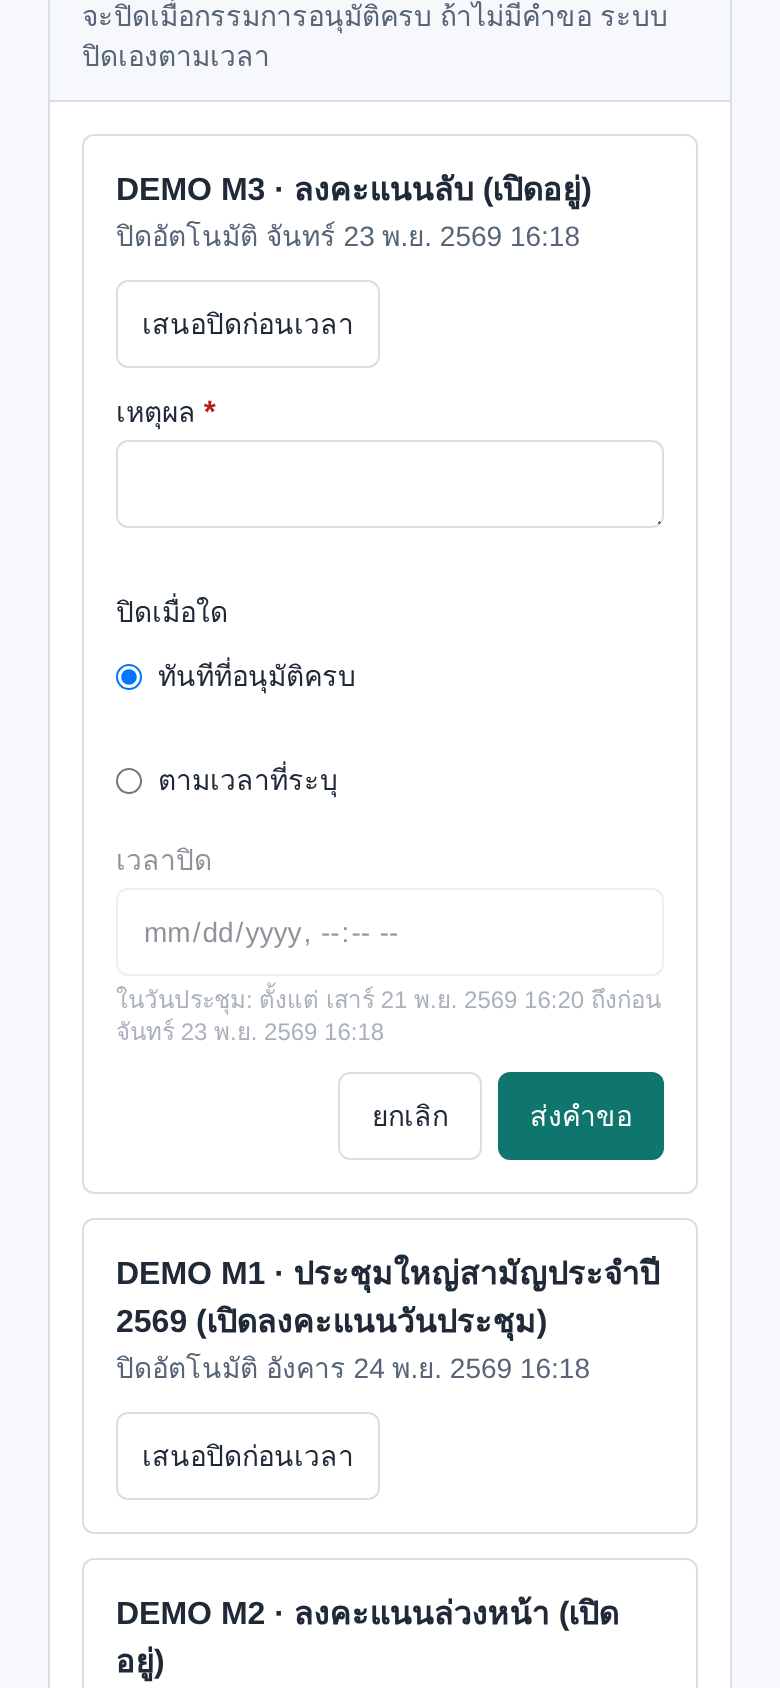 จะปิดเมื่อกรรมการอนุมัติครบ ถ้าไม่มีคำขอ ระบบ
ปิดเองตามเวลา
DEMO M3 · ลงคะแนนลับ (เปิดอยู่)
ปิดอัตโนมัติ จันทร์ 23 พ.ย. 2569 16:18
เสนอปิดก่อนเวลา
เหตุผล *
ปิดเมื่อใด
ทันทีที่อนุมัติครบ
ตามเวลาที่ระบุ
เวลาปิด
mm/dd/yyyy, --:-- --
ในวันประชุม: ตั้งแต่ เสาร์ 21 พ.ย. 2569 16:20 ถึงก่อน
จันทร์ 23 พ.ย. 2569 16:18
ยกเลิก
ส่งคำขอ
DEMO M1 · ประชุมใหญ่สามัญประจำปี
2569 (เปิดลงคะแนนวันประชุม)
ปิดอัตโนมัติ อังคาร 24 พ.ย. 2569 16:18
เสนอปิดก่อนเวลา
DEMO M2 · ลงคะแนนล่วงหน้า (เปิด
อยู่)